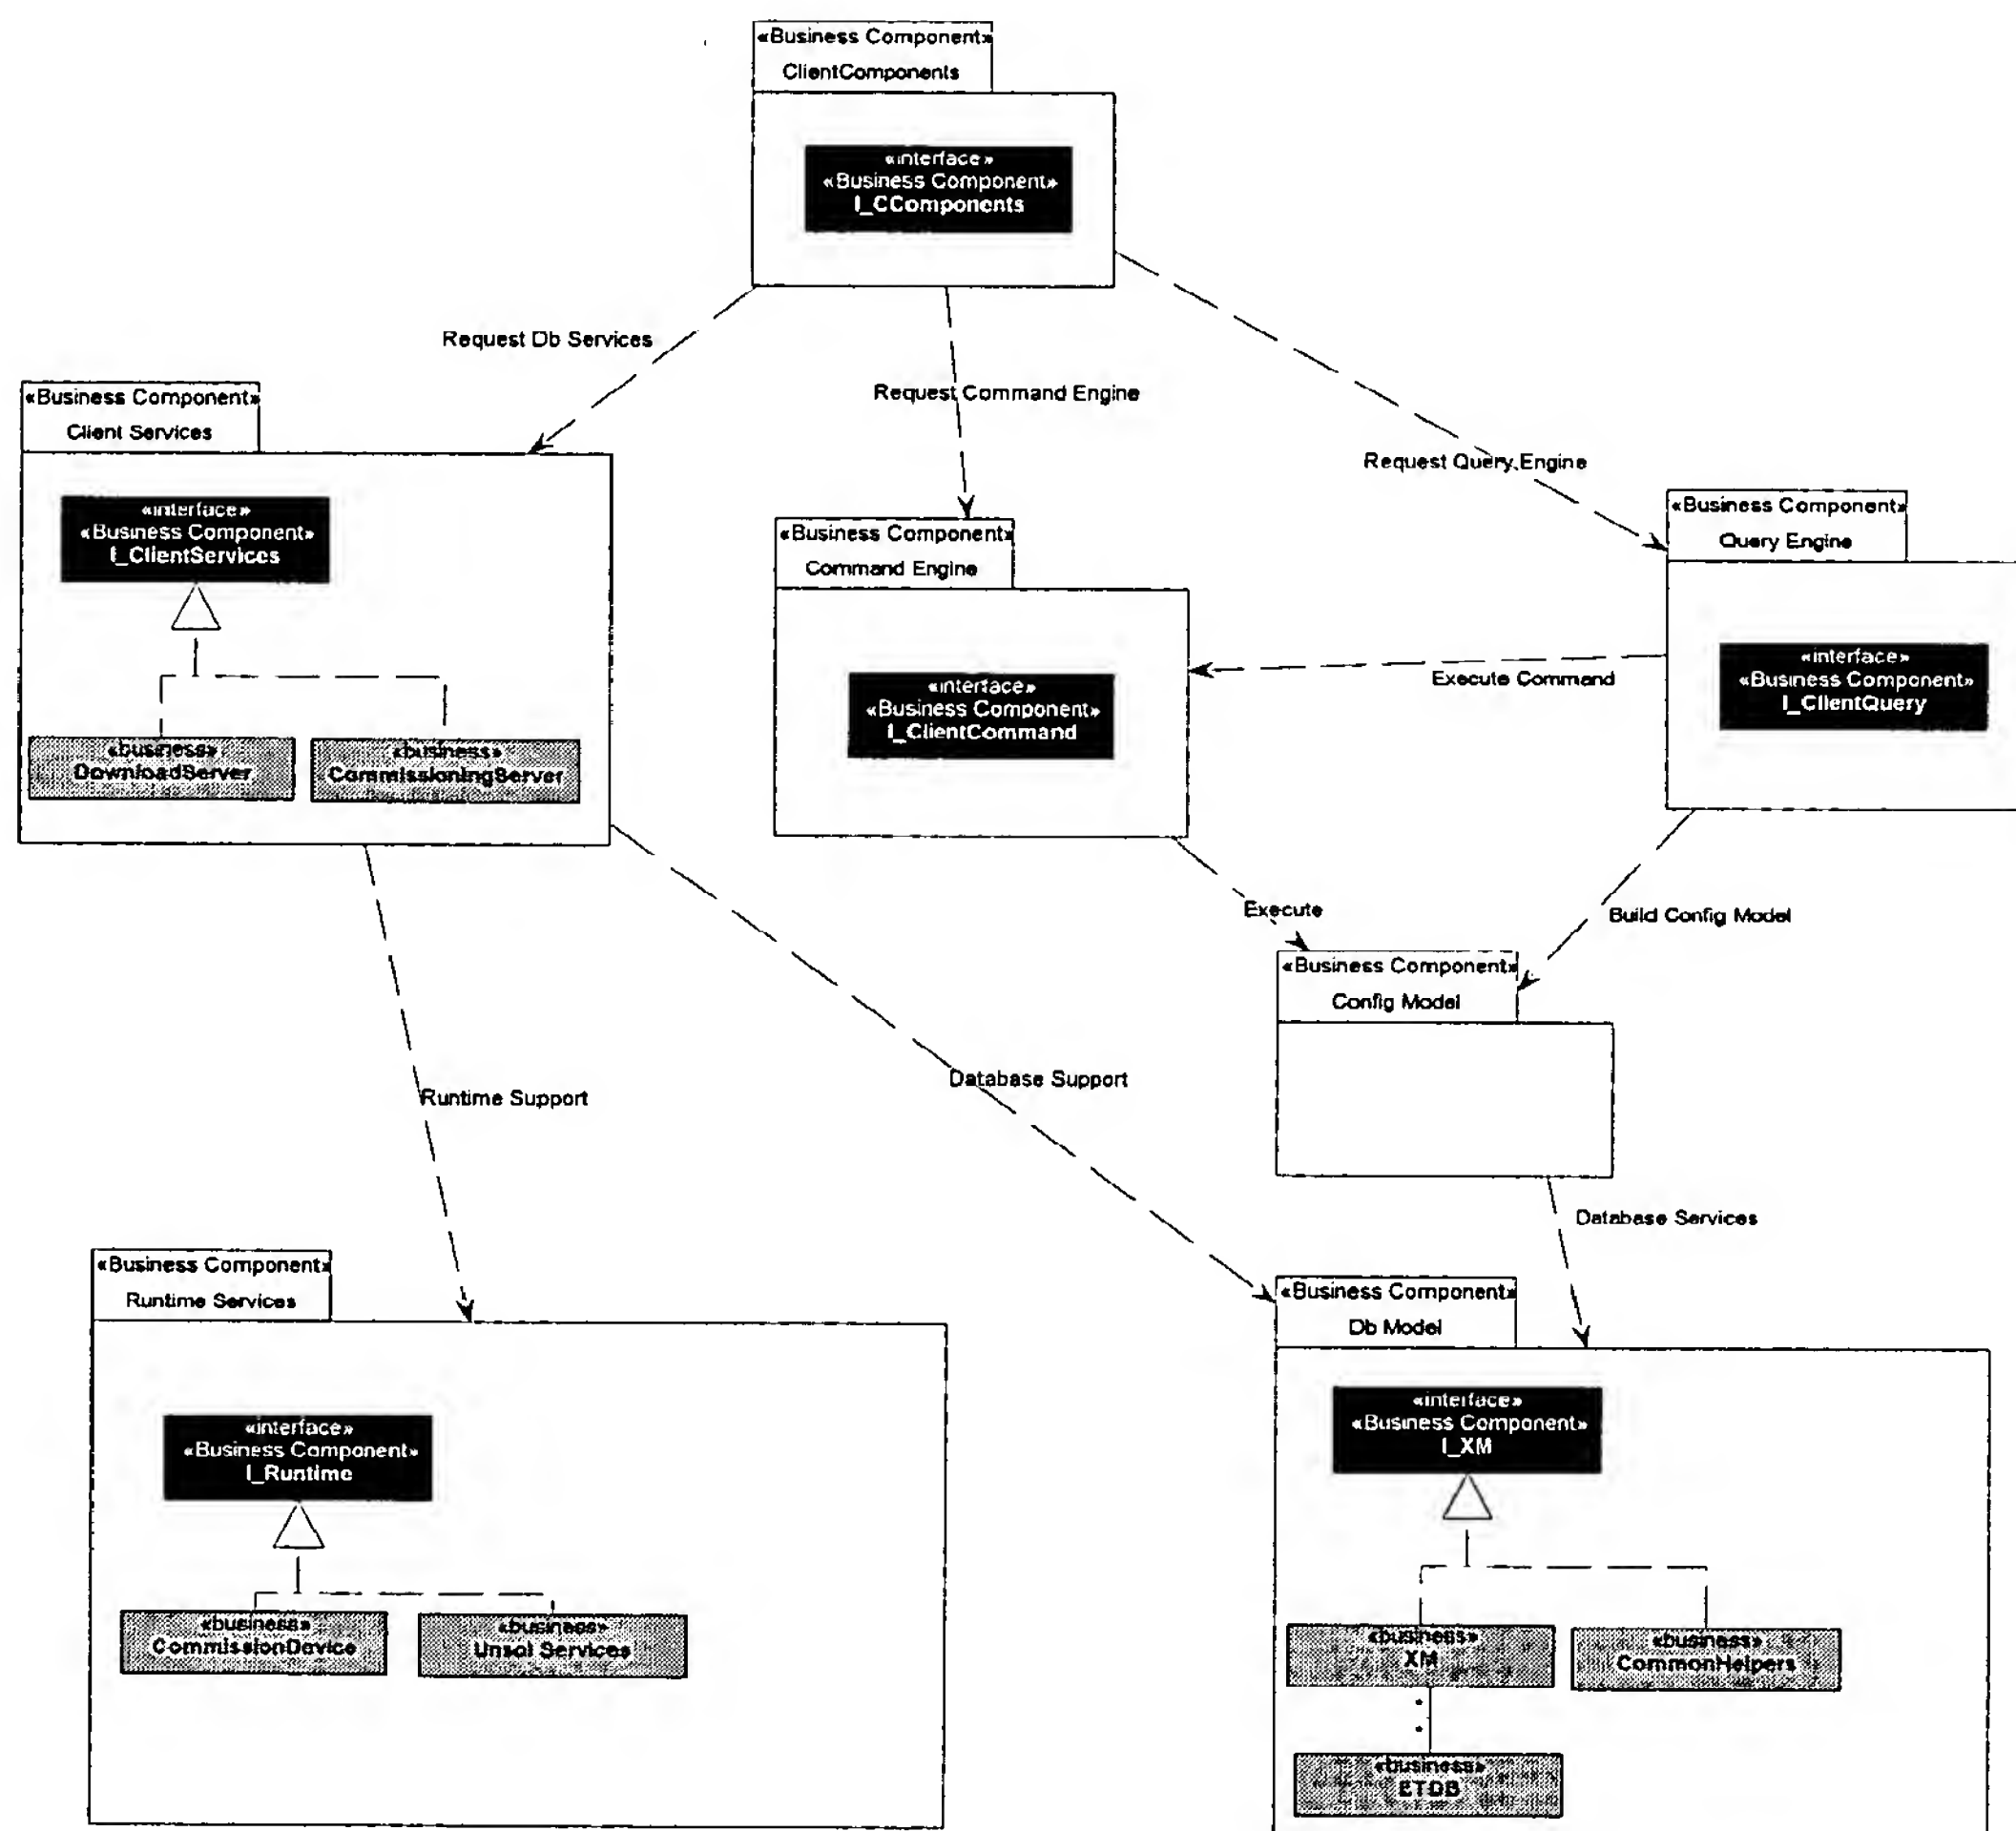 «Business Component»
ClientComponents
«interface»
«Business Component»
I_CComponents
Request Db Services
Request Command Engine
Request Query Engine
«Business Component»
Client Services
«interface»
«Business Component»
I_ClientServices
«business»
DownloadServer
«business»
CommissioningServer
«Business Component»
Command Engine
«interface»
«Business Component»
I_ClientCommand
«Business Component»
Query Engine
«interface»
«Business Component»
I_ClientQuery
Execute Command
Execute
Build Config Model
«Business Component»
Config Model
Runtime Support
Database Support
Database Services
«Business Component»
Runtime Services
«interface»
«Business Component»
I_Runtime
«business»
CommissionDevice
«business»
Unsol Services
«Business Component»
Db Model
«interface»
«Business Component»
I_XM
«business»
XM
«business»
CommonHelpers
*
*
«business»
ETDB